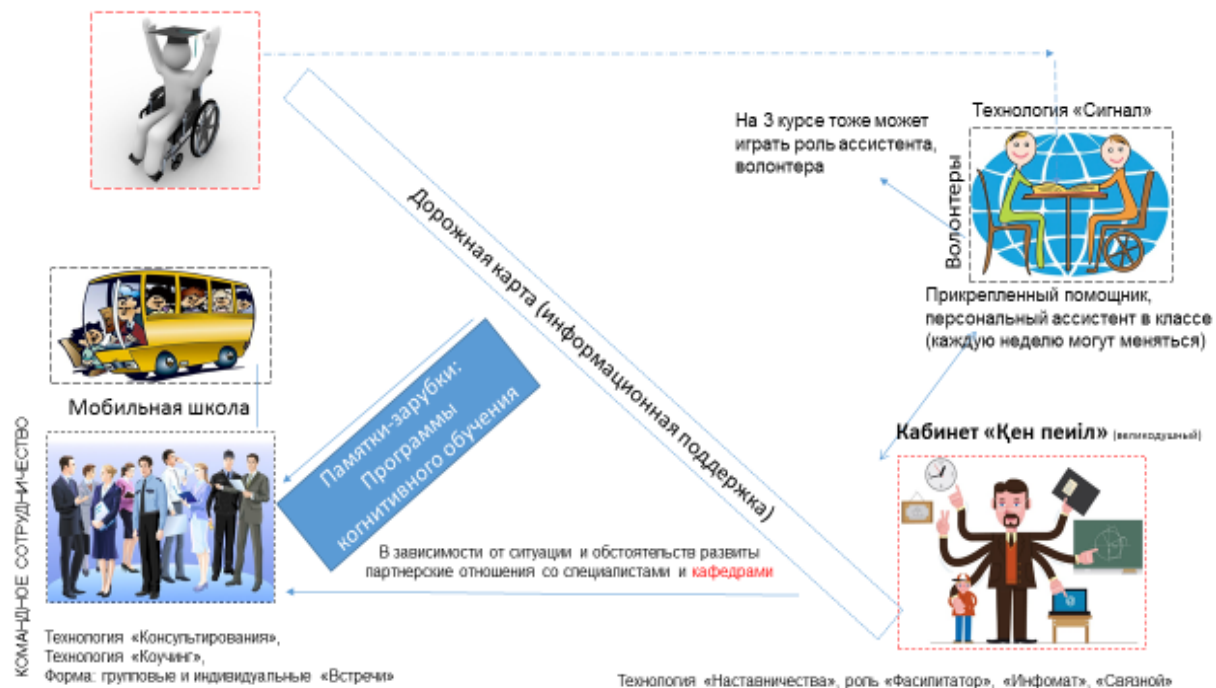 Технология «Сигнал»
На 3 курсе тоже может
играть роль ассистента,
волонтера
Волонтеры
Прикрепленный помощник,
персональный ассистент в классе
(каждую неделю могут меняться)
Дорожная карта (информационная поддержка)
Мобильная школа
Памятки-зарубки:
Программы
когнитивного обучения
Кабинет «Қен пеиіл» (великодушный)
КОМАНДНОЕ СОТРУДНИЧЕСТВО
В зависимости от ситуации и обстоятельств развиты
партнерские отношения со специалистами и кафедрами
Технология «Консультирования»,
Технология «Коучинг»,
Форма: групповые и индивидуальные «Встречи»
Технология «Наставничества», роль «Фасилитатор», «Инфомат», «Связной»